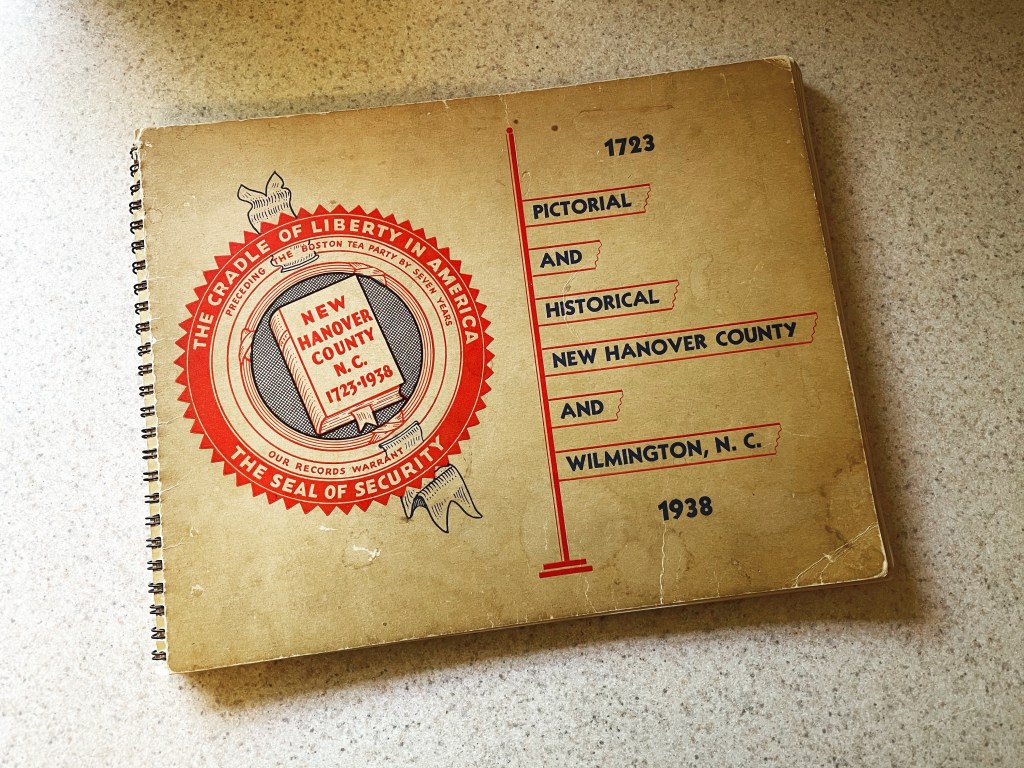 THE CRADLE OF LIBERTY IN AMERICA
PRECEDING THE BOSTON TEA PARTY BY SEVEN YEARS
NEW
HANOVER
COUNTY
N.C.
1723-1938
OUR RECORDS WARRANT
THE SEAL OF SECURITY
1723
PICTORIAL
AND
HISTORICAL
NEW HANOVER COUNTY
AND
WILMINGTON, N. C.
1938